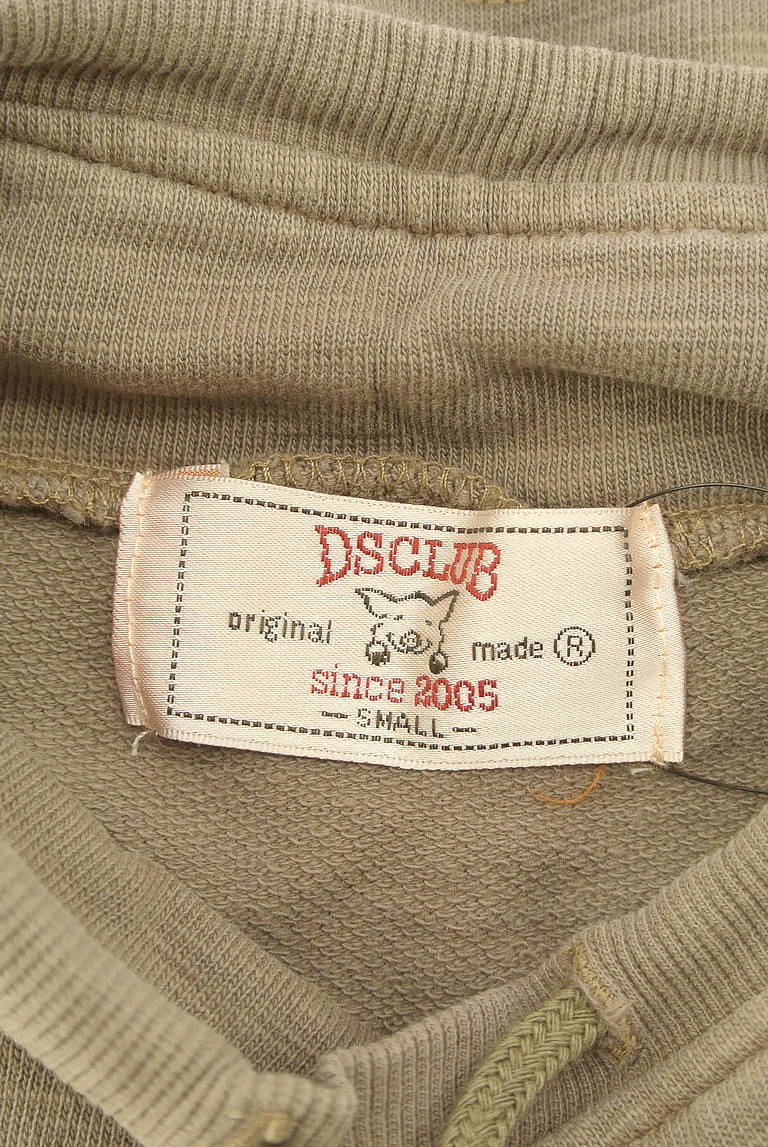 DSCLUB
original made ®
since 2005
- SMALL -